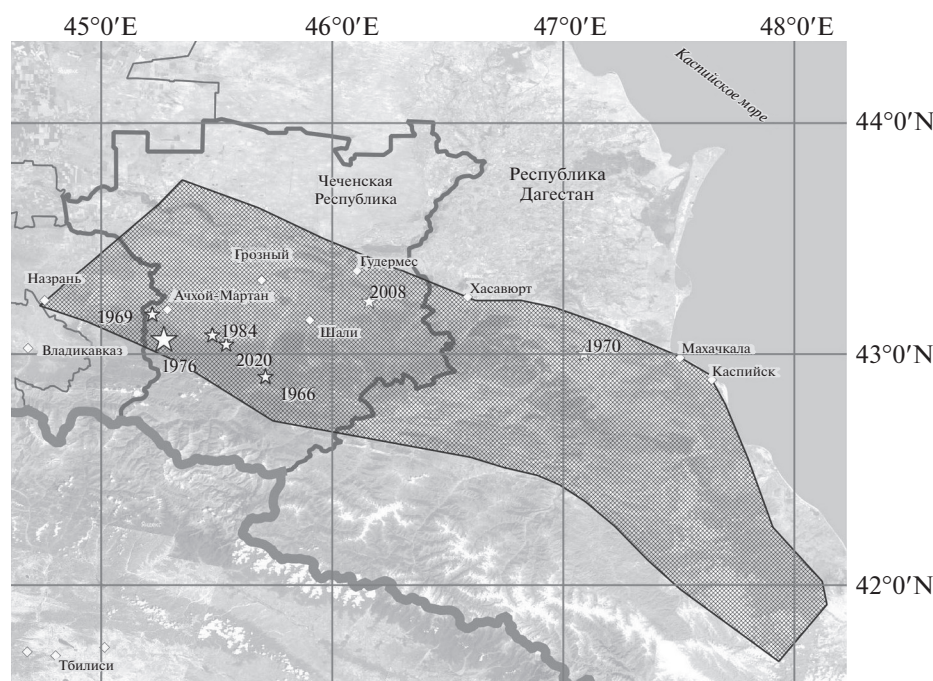 45°0′E 46°0′E 47°0′E 48°0′E
Каспийское море
44°0′N
Чеченская
Республика
Республика
Дагестан
Грозный
Гудермес
Назрань
Хасавюрт
Ачхой-Мартан
2008
1969
Шали
1984
1970
Владикавказ
Махачкала
43°0′N
2020
1976
Каспийск
1966
42°0′N
Тбилиси